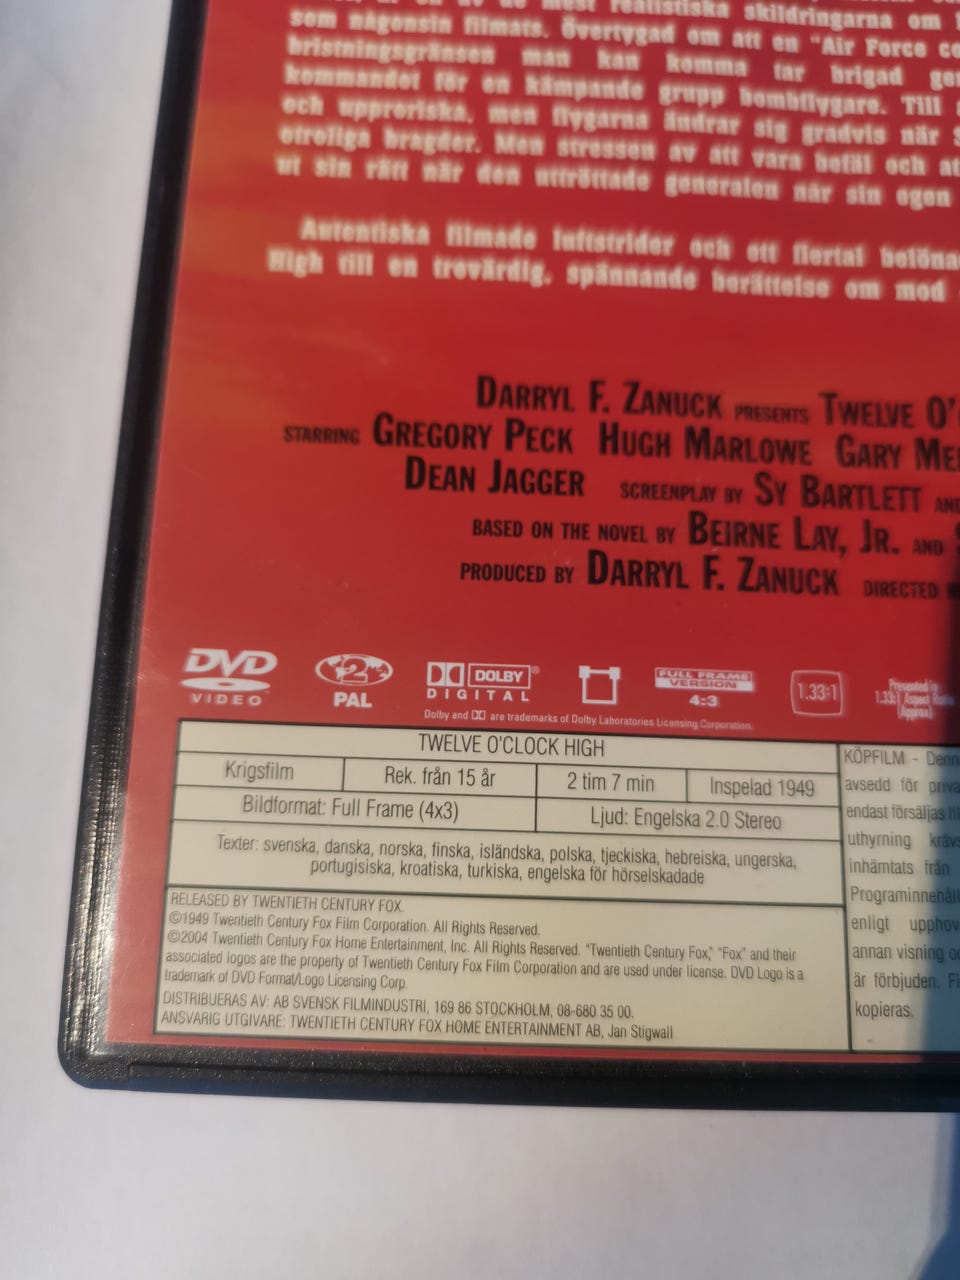 mest realistiska skildringarna om
som någonsin filmats. Övertygad om att en "Air Force
bristningsgränsen man kan komma tar brigad
kommandet för en kämpande grupp bombflygare. Till
och upproriska, men flygarna ändrar sig gradvis när
otroliga bragder. Men stressen av att vara befäl och
ut sin rätt när den uttröttade generalen når sin egen
Autentiska filmade luftstrider och ett flertal
High till en trovärdig, spännande berättelse om mod
DARRYL F. ZANUCK PRESENTS TWELVE O'
STARRING GREGORY PECK HUGH MARLOWE GARY
DEAN JAGGER SCREENPLAY BY SY BARTLETT AND
BASED ON THE NOVEL BY BEIRNE LAY, JR. AND
PRODUCED BY DARRYL F. ZANUCK DIRECTED
DVD VIDEO
2 PAL
DOLBY DIGITAL
FULL FRAME VERSION 4:3
1.33:1
Presented in
1.33:1 Aspect Ratio
(Approx)
Dolby and DD are trademarks of Dolby Laboratories Licensing Corporation.
TWELVE O'CLOCK HIGH
Krigsfilm Rek. från 15 år 2 tim 7 min Inspelad 1949
Bildformat: Full Frame (4x3) Ljud: Engelska 2.0 Stereo
Texter: svenska, danska, norska, finska, isländska, polska, tjeckiska, hebreiska, ungerska,
portugisiska, kroatiska, turkiska, engelska för hörselskadade
RELEASED BY TWENTIETH CENTURY FOX.
©1949 Twentieth Century Fox Film Corporation. All Rights Reserved.
©2004 Twentieth Century Fox Home Entertainment, Inc. All Rights Reserved. "Twentieth Century Fox," "Fox" and their
associated logos are the property of Twentieth Century Fox Film Corporation and are used under license. DVD Logo is a
trademark of DVD Format/Logo Licensing Corp.
DISTRIBUERAS AV: AB SVENSK FILMINDUSTRI, 169 86 STOCKHOLM, 08-680 35 00.
ANSVARIG UTGIVARE: TWENTIETH CENTURY FOX HOME ENTERTAINMENT AB, Jan Stigwall
KÖPFILM -
avsedd för
endast försäljas
uthyrning
inhämtats från
enligt
annan visning
är förbjuden.
kopieras.